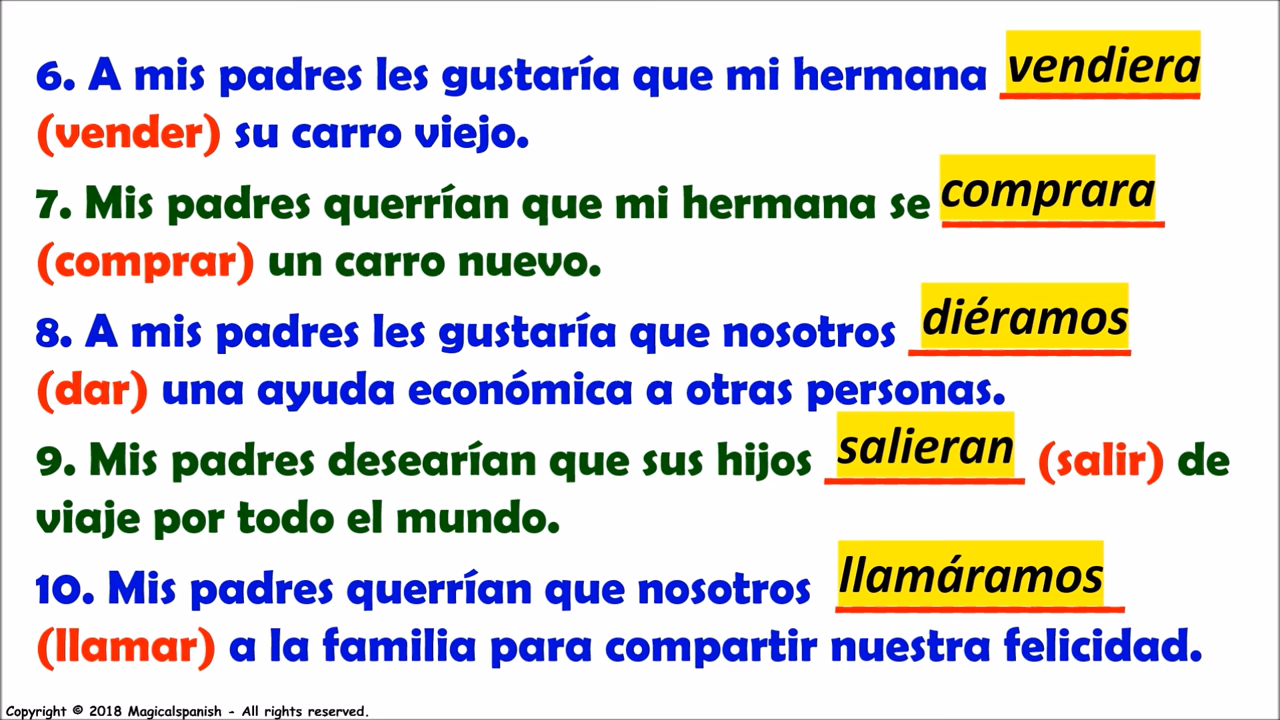 6. A mis padres les gustaría que mi hermana vendiera
(vender) su carro viejo.
7. Mis padres querrían que mi hermana se comprara
(comprar) un carro nuevo.
8. A mis padres les gustaría que nosotros diéramos
(dar) una ayuda económica a otras personas.
9. Mis padres desearían que sus hijos salieran (salir) de
viaje por todo el mundo.
10. Mis padres querrían que nosotros llamáramos
(llamar) a la familia para compartir nuestra felicidad.
Copyright © 2018 Magicalspanish - All rights reserved.